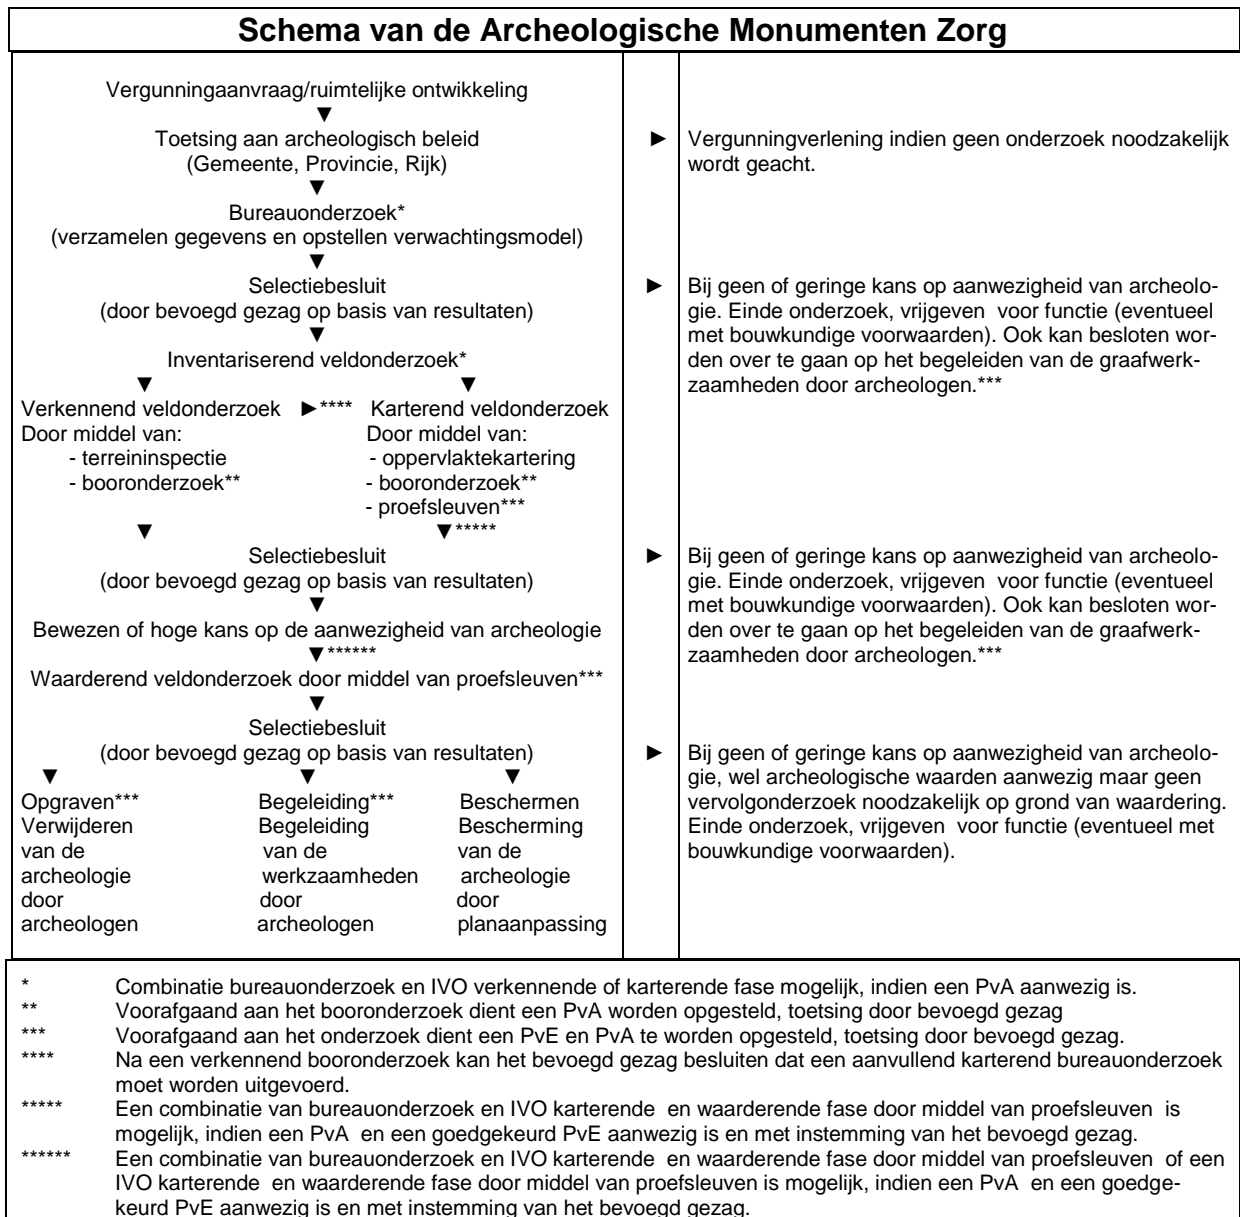 Schema van de Archeologische Monumenten Zorg
Vergunningaanvraag/ruimtelijke ontwikkeling
▼
Toetsing aan archeologisch beleid
(Gemeente, Provincie, Rijk)
▼
► Vergunningverlening indien geen onderzoek noodzakelijk
wordt geacht.
Bureauonderzoek*
(verzamelen gegevens en opstellen verwachtingsmodel)
▼
Selectiebesluit
(door bevoegd gezag op basis van resultaten)
▼
► Bij geen of geringe kans op aanwezigheid van archeolo-
gie. Einde onderzoek, vrijgeven voor functie (eventueel
met bouwkundige voorwaarden). Ook kan besloten wor-
den over te gaan op het begeleiden van de graafwerk-
zaamheden door archeologen.***
Inventariserend veldonderzoek*
▼ ▼
Verkennend veldonderzoek ►**** Karterend veldonderzoek
Door middel van: Door middel van:
- terreininspectie - oppervlaktekartering
- booronderzoek** - booronderzoek**
- proefsleuven***
▼ ▼*****
Selectiebesluit
(door bevoegd gezag op basis van resultaten)
▼
► Bij geen of geringe kans op aanwezigheid van archeolo-
gie. Einde onderzoek, vrijgeven voor functie (eventueel
met bouwkundige voorwaarden). Ook kan besloten wor-
den over te gaan op het begeleiden van de graafwerk-
zaamheden door archeologen.***
Bewezen of hoge kans op de aanwezigheid van archeologie
▼******
Waarderend veldonderzoek door middel van proefsleuven***
▼
Selectiebesluit
(door bevoegd gezag op basis van resultaten)
▼ ▼ ▼
► Bij geen of geringe kans op aanwezigheid van archeolo-
gie, wel archeologische waarden aanwezig maar geen
vervolgonderzoek noodzakelijk op grond van waardering.
Einde onderzoek, vrijgeven voor functie (eventueel met
bouwkundige voorwaarden).
Opgraven*** Begeleiding*** Beschermen
Verwijderen Begeleiding Bescherming
van de van de van de
archeologie werkzaamheden archeologie
door door door
archeologen archeologen planaanpassing
* Combinatie bureauonderzoek en IVO verkennende of karterende fase mogelijk, indien een PvA aanwezig is.
** Voorafgaand aan het booronderzoek dient een PvA worden opgesteld, toetsing door bevoegd gezag
*** Voorafgaand aan het onderzoek dient een PvE en PvA te worden opgesteld, toetsing door bevoegd gezag.
**** Na een verkennend booronderzoek kan het bevoegd gezag besluiten dat een aanvullend karterend bureauonderzoek
moet worden uitgevoerd.
***** Een combinatie van bureauonderzoek en IVO karterende en waarderende fase door middel van proefsleuven is
mogelijk, indien een PvA en een goedgekeurd PvE aanwezig is en met instemming van het bevoegd gezag.
****** Een combinatie van bureauonderzoek en IVO karterende en waarderende fase door middel van proefsleuven of een
IVO karterende en waarderende fase door middel van proefsleuven is mogelijk, indien een PvA en een goedge-
keurd PvE aanwezig is en met instemming van het bevoegd gezag.